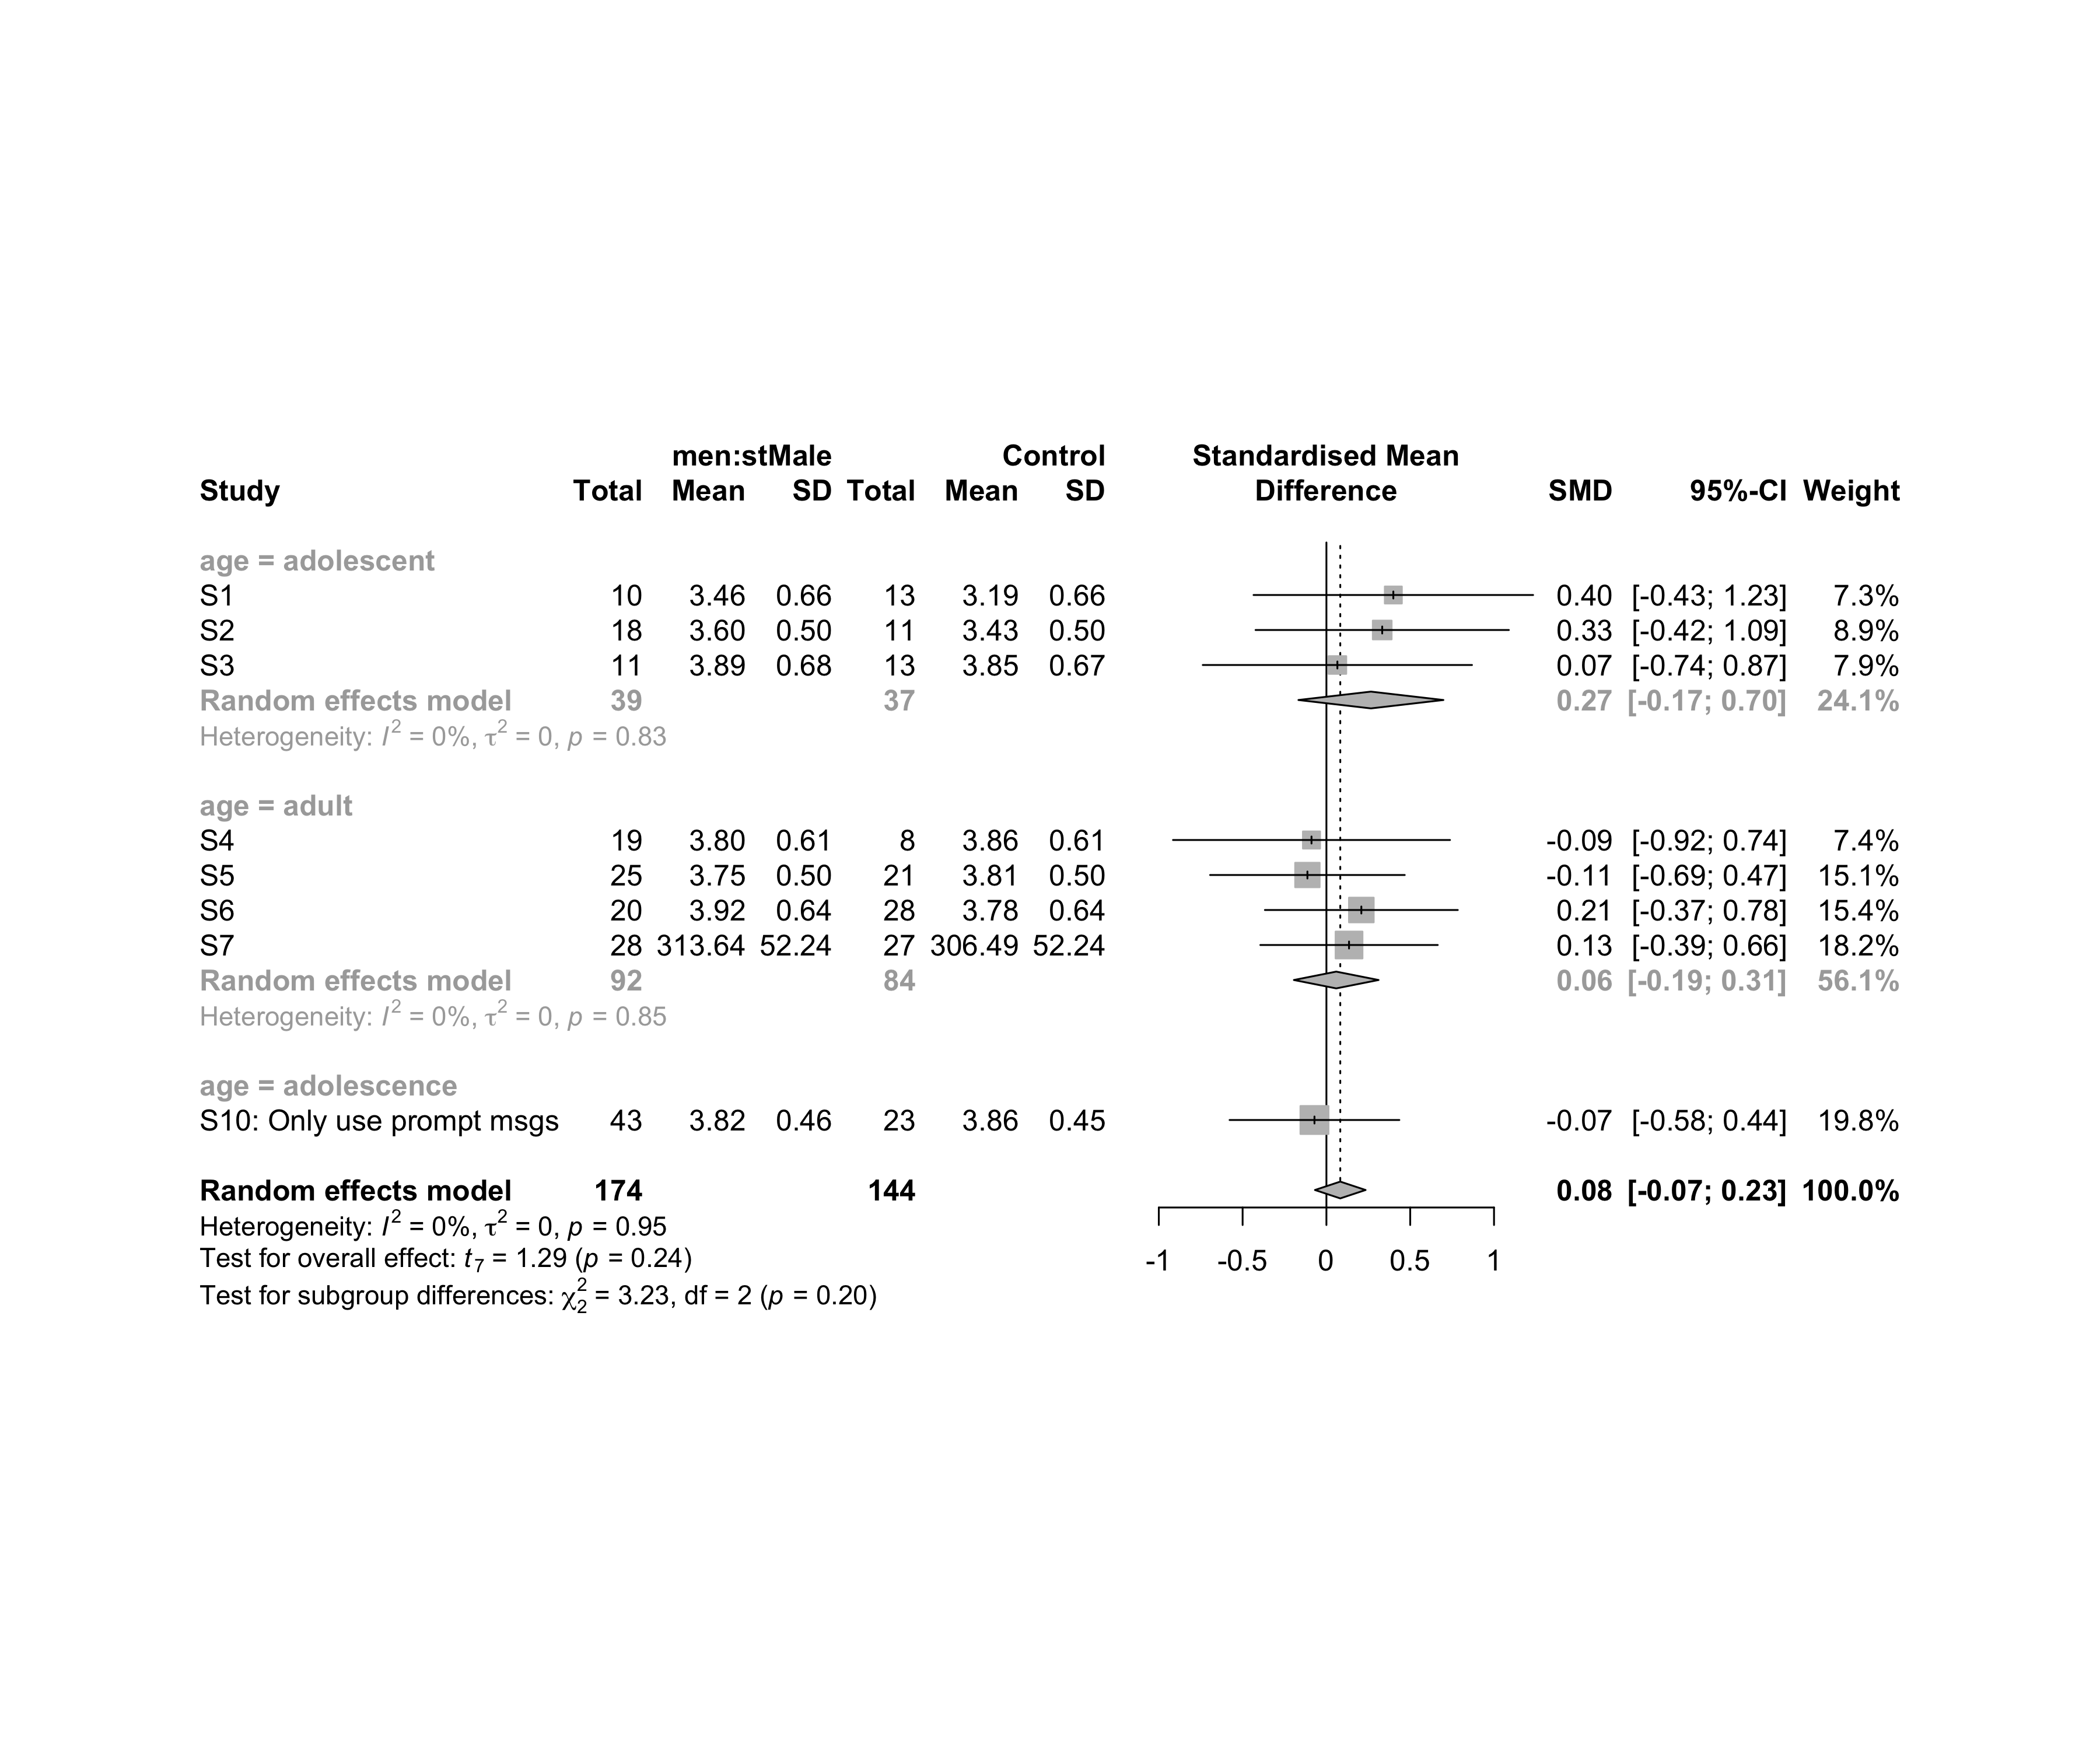 men:stMale Control Standardised Mean
Study Total Mean SD Total Mean SD Difference SMD 95%-CI Weight
age = adolescent
S1 10 3.46 0.66 13 3.19 0.66 0.40 [-0.43; 1.23] 7.3%
S2 18 3.60 0.50 11 3.43 0.50 0.33 [-0.42; 1.09] 8.9%
S3 11 3.89 0.68 13 3.85 0.67 0.07 [-0.74; 0.87] 7.9%
Random effects model 39 37 0.27 [-0.17; 0.70] 24.1%
Heterogeneity: I² = 0%, τ² = 0, p = 0.83
age = adult
S4 19 3.80 0.61 8 3.86 0.61 -0.09 [-0.92; 0.74] 7.4%
S5 25 3.75 0.50 21 3.81 0.50 -0.11 [-0.69; 0.47] 15.1%
S6 20 3.92 0.64 28 3.78 0.64 0.21 [-0.37; 0.78] 15.4%
S7 28 313.64 52.24 27 306.49 52.24 0.13 [-0.39; 0.66] 18.2%
Random effects model 92 84 0.06 [-0.19; 0.31] 56.1%
Heterogeneity: I² = 0%, τ² = 0, p = 0.85
age = adolescence
S10: Only use prompt msgs 43 3.82 0.46 23 3.86 0.45 -0.07 [-0.58; 0.44] 19.8%
Random effects model 174 144 0.08 [-0.07; 0.23] 100.0%
Heterogeneity: I² = 0%, τ² = 0, p = 0.95
Test for overall effect: t₇ = 1.29 (p = 0.24)
-1 -0.5 0 0.5 1
Test for subgroup differences: χ²₂ = 3.23, df = 2 (p = 0.20)